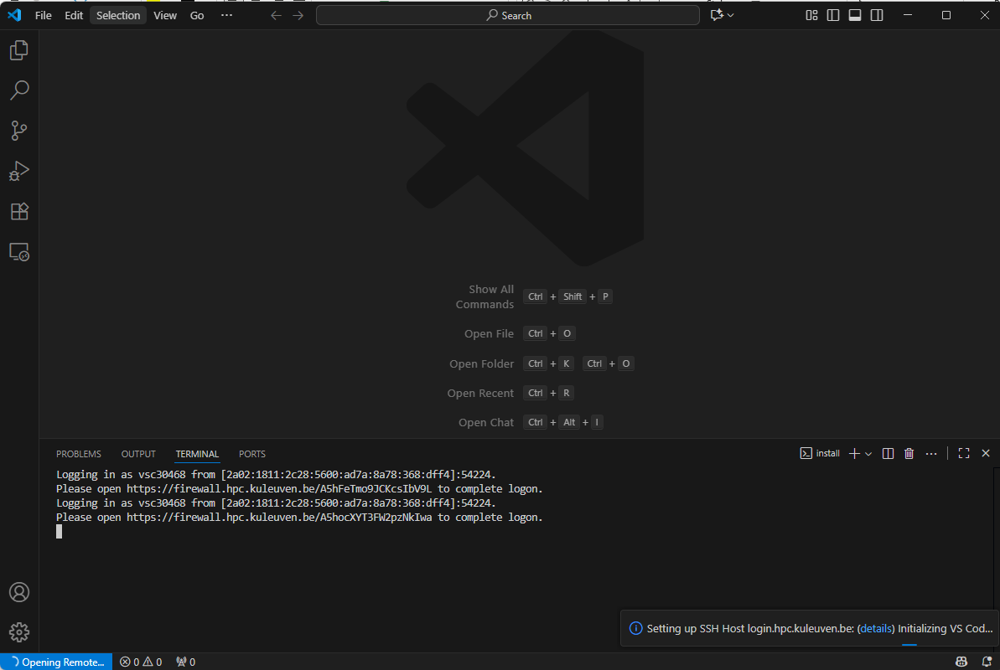 File Edit Selection View Go ··· Search
Show All Commands Ctrl + Shift + P
Open File Ctrl + O
Open Folder Ctrl + K Ctrl + O
Open Recent Ctrl + R
Open Chat Ctrl + Alt + I
PROBLEMS OUTPUT TERMINAL PORTS install
Logging in as vsc30468 from [2a02:1811:2c28:5600:ad7a:8a78:368:dff4]:54224.
Please open https://firewall.hpc.kuleuven.be/A5hFeTmo9JCKcsIbV9L to complete logon.
Logging in as vsc30468 from [2a02:1811:2c28:5600:ad7a:8a78:368:dff4]:54224.
Please open https://firewall.hpc.kuleuven.be/A5hocXYT3FW2pzNkIwa to complete logon.
Setting up SSH Host login.hpc.kuleuven.be: (details) Initializing VS Cod...
Opening Remote... 0 0 0